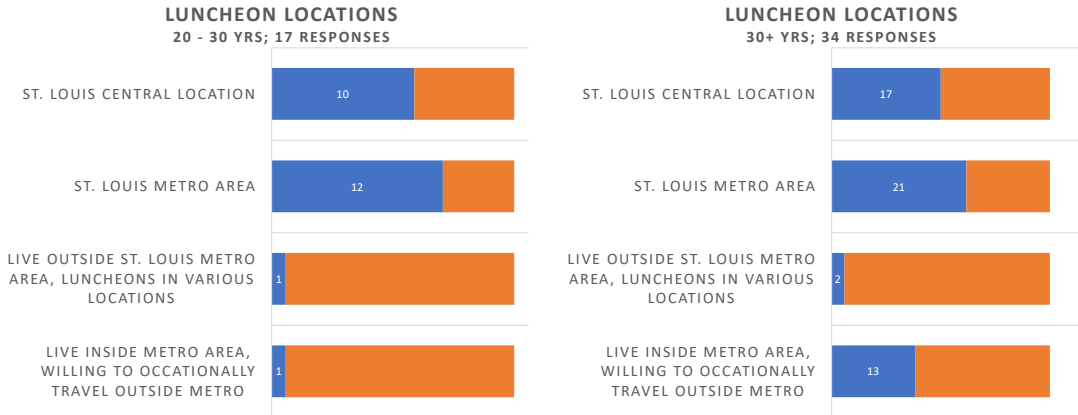 LUNCHEON LOCATIONS
20 - 30 YRS; 17 RESPONSES
ST. LOUIS CENTRAL LOCATION
10
ST. LOUIS METRO AREA
12
LIVE OUTSIDE ST. LOUIS METRO
AREA, LUNCHEONS IN VARIOUS
LOCATIONS
1
LIVE INSIDE METRO AREA,
WILLING TO OCCATIONALLY
TRAVEL OUTSIDE METRO
1
LUNCHEON LOCATIONS
30+ YRS; 34 RESPONSES
ST. LOUIS CENTRAL LOCATION
17
ST. LOUIS METRO AREA
21
LIVE OUTSIDE ST. LOUIS METRO
AREA, LUNCHEONS IN VARIOUS
LOCATIONS
2
LIVE INSIDE METRO AREA,
WILLING TO OCCATIONALLY
TRAVEL OUTSIDE METRO
13